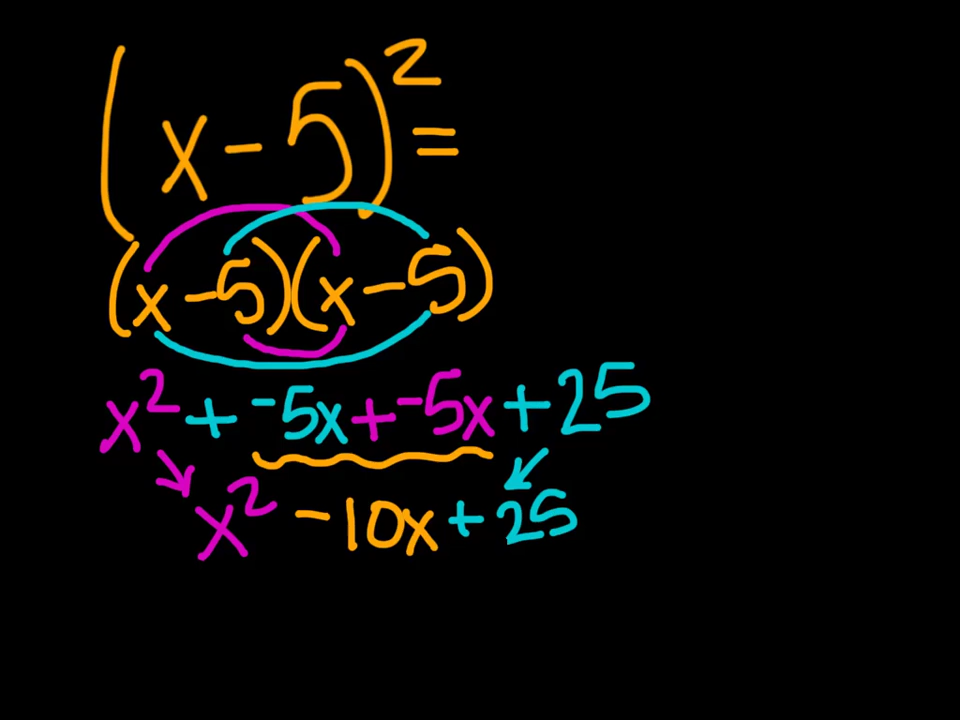 (x - 5)² =
(x - 5)(x - 5)
x² + ⁻5x + ⁻5x + 25
x² - 10x + 25